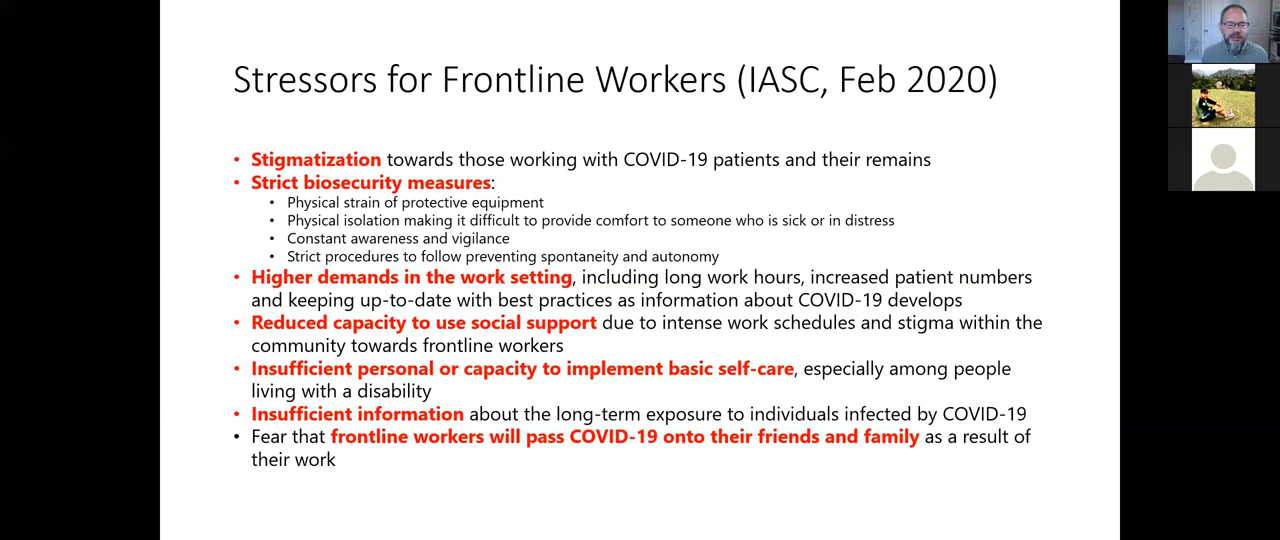 Stressors for Frontline Workers (IASC, Feb 2020)
• Stigmatization towards those working with COVID-19 patients and their remains
• Strict biosecurity measures:
• Physical strain of protective equipment
• Physical isolation making it difficult to provide comfort to someone who is sick or in distress
• Constant awareness and vigilance
• Strict procedures to follow preventing spontaneity and autonomy
• Higher demands in the work setting, including long work hours, increased patient numbers
and keeping up-to-date with best practices as information about COVID-19 develops
• Reduced capacity to use social support due to intense work schedules and stigma within the
community towards frontline workers
• Insufficient personal or capacity to implement basic self-care, especially among people
living with a disability
• Insufficient information about the long-term exposure to individuals infected by COVID-19
• Fear that frontline workers will pass COVID-19 onto their friends and family as a result of
their work